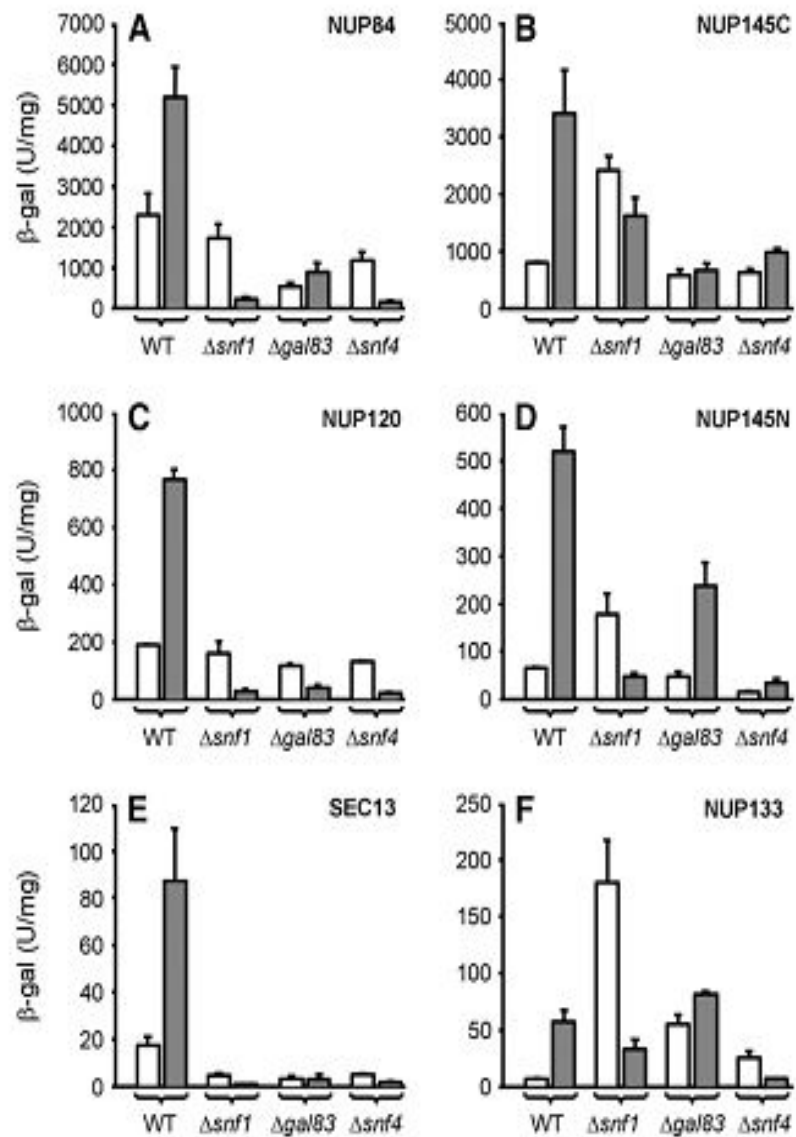 A NUP84
β-gal (U/mg)
7000
6000
5000
4000
3000
2000
1000
0
WT Δsnf1 Δgal83 Δsnf4
B NUP145C
5000
4000
3000
2000
1000
0
WT Δsnf1 Δgal83 Δsnf4
C NUP120
β-gal (U/mg)
1000
800
600
400
200
0
WT Δsnf1 Δgal83 Δsnf4
D NUP145N
600
500
400
300
200
100
0
WT Δsnf1 Δgal83 Δsnf4
E SEC13
β-gal (U/mg)
120
100
80
60
40
20
0
WT Δsnf1 Δgal83 Δsnf4
F NUP133
250
200
150
100
50
0
WT Δsnf1 Δgal83 Δsnf4